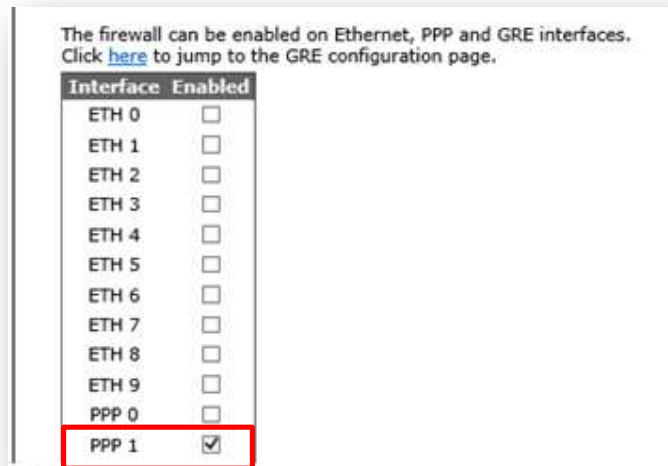 The firewall can be enabled on Ethernet, PPP and GRE interfaces.
Click here to jump to the GRE configuration page.
Interface Enabled
ETH 0
ETH 1
ETH 2
ETH 3
ETH 4
ETH 5
ETH 6
ETH 7
ETH 8
ETH 9
PPP 0
PPP 1